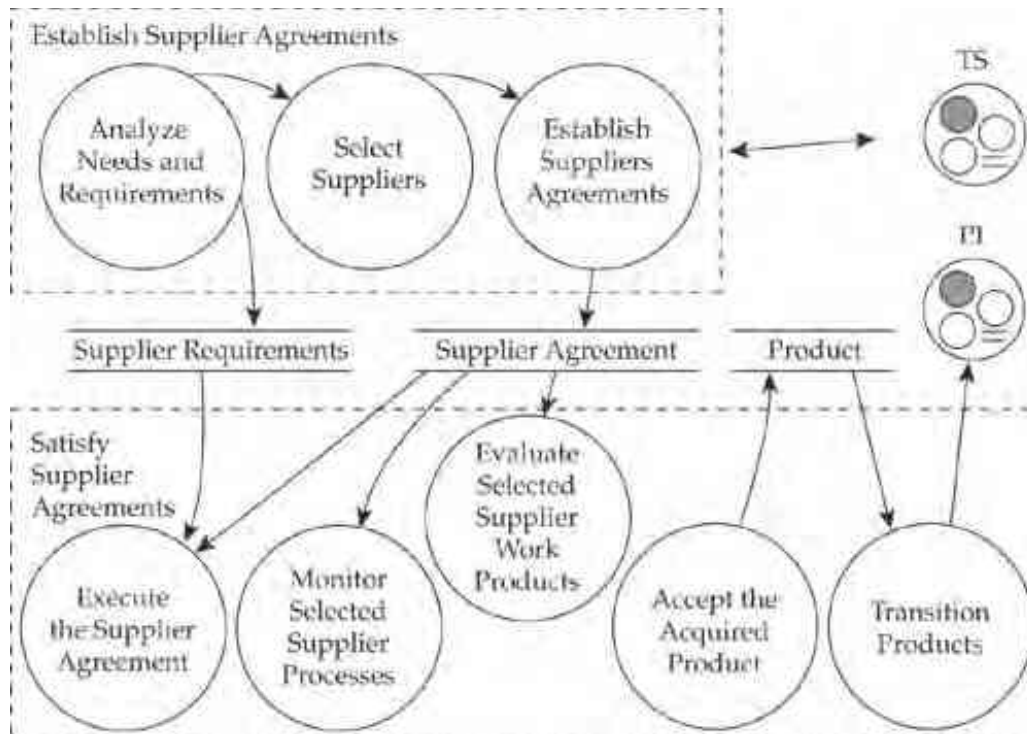 Establish Supplier Agreements
Analyze
Needs and
Requirements
Select
Suppliers
Establish
Suppliers
Agreements
TS
PI
Supplier Requirements
Supplier Agreement
Product
Satisfy
Supplier
Agreements
Execute
the Supplier
Agreement
Monitor
Selected
Supplier
Processes
Evaluate
Selected
Supplier
Work
Products
Accept the
Acquired
Product
Transition
Products